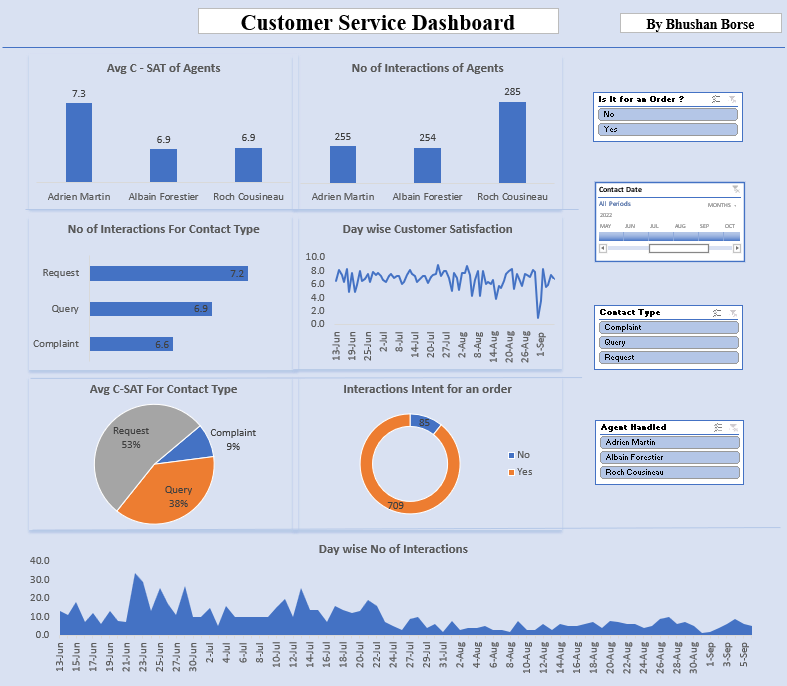 Customer Service Dashboard
By Bhushan Borse
Avg C - SAT of Agents
7.3
6.9
6.9
Adrien Martin
Albain Forestier
Roch Cousineau
No of Interactions of Agents
255
254
285
Adrien Martin
Albain Forestier
Roch Cousineau
Is It for an Order ?
No
Yes
Contact Date
All Periods
MONTHS
2022
MAY JUN JUL AUG SEP OCT
No of Interactions For Contact Type
Request
7.2
Query
6.9
Complaint
6.6
Day wise Customer Satisfaction
10.0
8.0
6.0
4.0
2.0
0.0
13-Jun
19-Jun
25-Jun
2-Jul
8-Jul
14-Jul
20-Jul
27-Jul
2-Aug
8-Aug
14-Aug
20-Aug
26-Aug
1-Sep
Contact Type
Complaint
Query
Request
Avg C-SAT For Contact Type
Request
53%
Complaint
9%
Query
38%
Interactions Intent for an order
85
709
No
Yes
Agent Handled
Adrien Martin
Albain Forestier
Roch Cousineau
Day wise No of Interactions
40.0
30.0
20.0
10.0
0.0
13-Jun
15-Jun
17-Jun
19-Jun
21-Jun
23-Jun
25-Jun
27-Jun
30-Jun
2-Jul
4-Jul
6-Jul
8-Jul
10-Jul
12-Jul
14-Jul
16-Jul
18-Jul
20-Jul
22-Jul
24-Jul
27-Jul
29-Jul
31-Jul
2-Aug
4-Aug
6-Aug
8-Aug
10-Aug
12-Aug
14-Aug
16-Aug
18-Aug
20-Aug
22-Aug
24-Aug
26-Aug
28-Aug
30-Aug
1-Sep
3-Sep
5-Sep